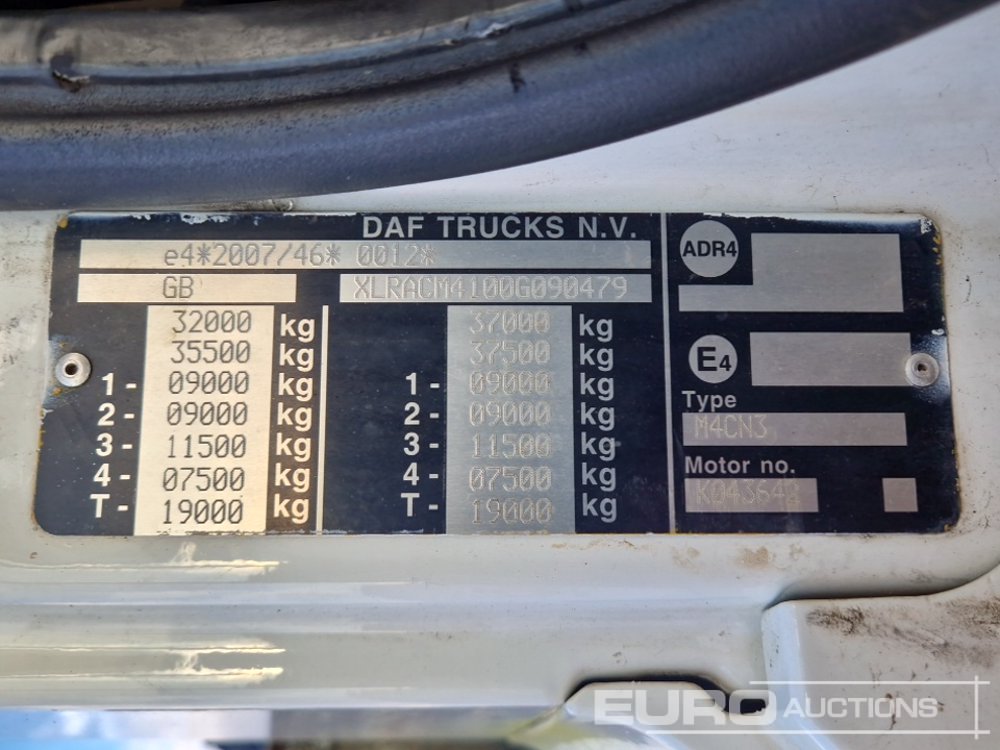 DAF TRUCKS N.V.
e4*2007/46* 0012*
GB XLRACM4100G090479
32000 kg 37000 kg
35500 kg 37500 kg
1 - 09000 kg 1 - 09000 kg
2 - 09000 kg 2 - 09000 kg
3 - 11500 kg 3 - 11500 kg
4 - 07500 kg 4 - 07500 kg
T - 19000 kg T - 19000 kg
ADR4
E4
Type
M4CN3
Motor no.
EURO AUCTIONS